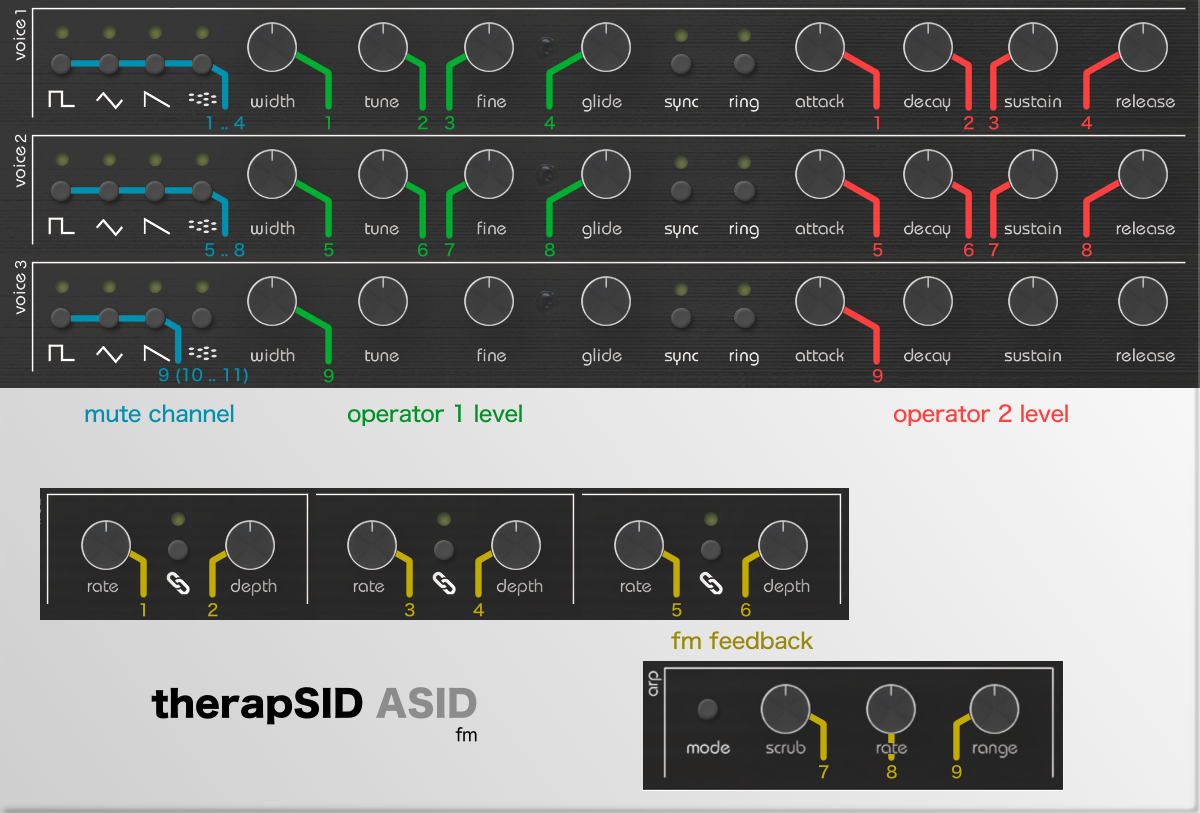 voice 1
width tune fine glide sync ring attack decay sustain release
1 .. 4 1 2 3 4 1 2 3 4
voice 2
width tune fine glide sync ring attack decay sustain release
5 .. 8 5 6 7 8 5 6 7 8
voice 3
width tune fine glide sync ring attack decay sustain release
9 (10 .. 11) 9 9
mute channel operator 1 level operator 2 level
rate depth rate depth rate depth
1 2 3 4 5 6
fm feedback
arp
mode scrub rate range
7 8 9
therapSID ASID
fm